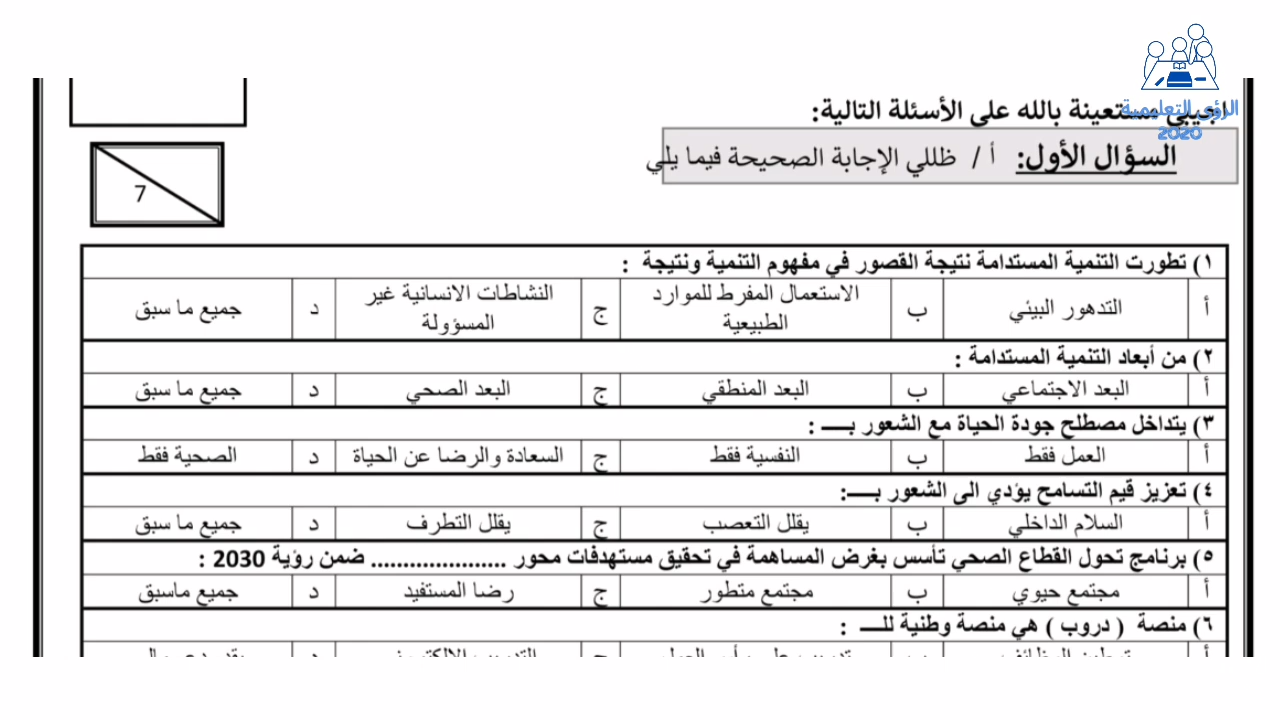 الرؤى التعليمية
2020
اجيبي مستعينة بالله على الأسئلة التالية:
السؤال الأول: أ / ظللي الإجابة الصحيحة فيما يلي
7
١) تطورت التنمية المستدامة نتيجة القصور في مفهوم التنمية ونتيجة :
أ التدهور البيئي ب الاستعمال المفرط للموارد الطبيعية ج النشاطات الانسانية غير المسؤولة د جميع ما سبق
٢) من أبعاد التنمية المستدامة :
أ البعد الاجتماعي ب البعد المنطقي ج البعد الصحي د جميع ما سبق
٣) يتداخل مصطلح جودة الحياة مع الشعور بـــــ :
أ العمل فقط ب النفسية فقط ج السعادة والرضا عن الحياة د الصحية فقط
٤) تعزيز قيم التسامح يؤدي الى الشعور بـــــ:
أ السلام الداخلي ب يقلل التعصب ج يقلل التطرف د جميع ما سبق
٥) برنامج تحول القطاع الصحي تأسس بغرض المساهمة في تحقيق مستهدفات محور ..................... ضمن رؤية 2030 :
أ مجتمع حيوي ب مجتمع متطور ج رضا المستفيد د جميع ماسبق
٦) منصة ( دروب ) هي منصة وطنية للـــــ :